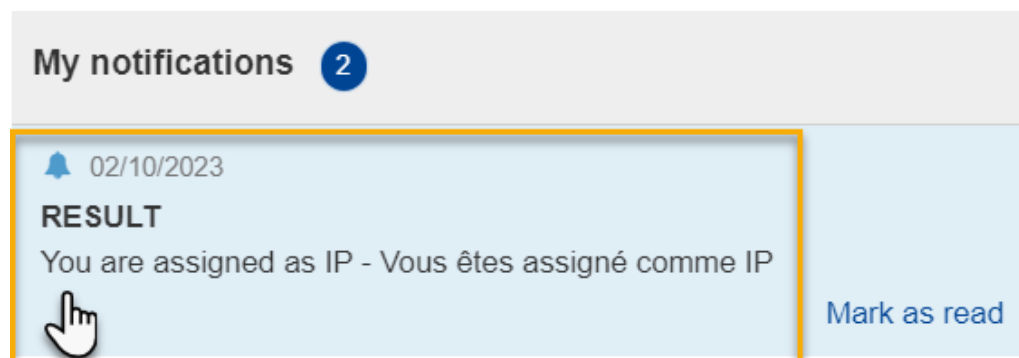 My notifications 2
02/10/2023
RESULT
You are assigned as IP - Vous êtes assigné comme IP
Mark as read